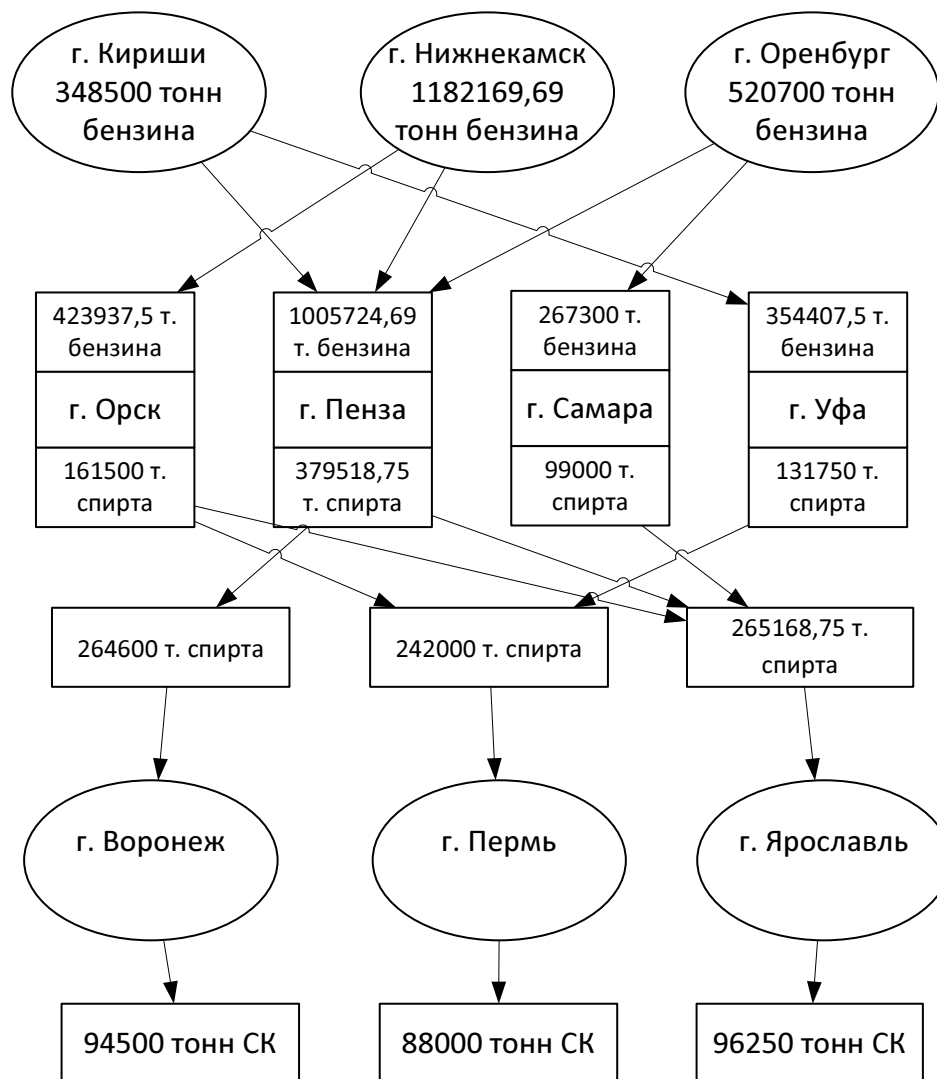 г. Кириши
348500 тонн
бензина
г. Нижнекамск
1182169,69
тонн бензина
г. Оренбург
520700 тонн
бензина
423937,5 т.
бензина
г. Орск
161500 т.
спирта
1005724,69
т. бензина
г. Пенза
379518,75
т. спирта
267300 т.
бензина
г. Самара
99000 т.
спирта
354407,5 т.
бензина
г. Уфа
131750 т.
спирта
264600 т. спирта
242000 т. спирта
265168,75 т.
спирта
г. Воронеж
г. Пермь
г. Ярославль
94500 тонн СК
88000 тонн СК
96250 тонн СК